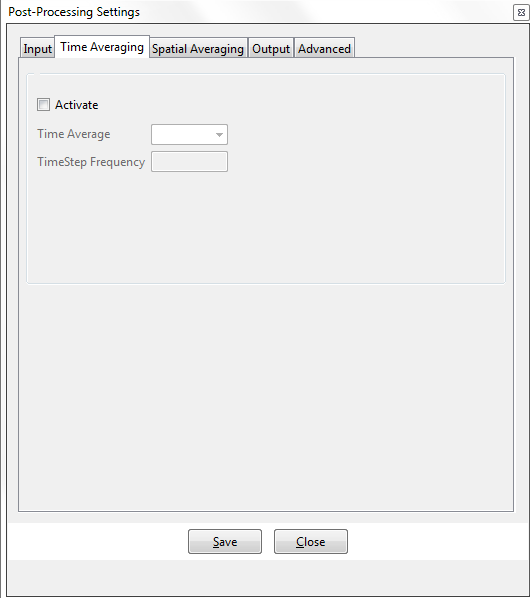 Post-Processing Settings
Input Time Averaging Spatial Averaging Output Advanced
Activate
Time Average
TimeStep Frequency
Save Close